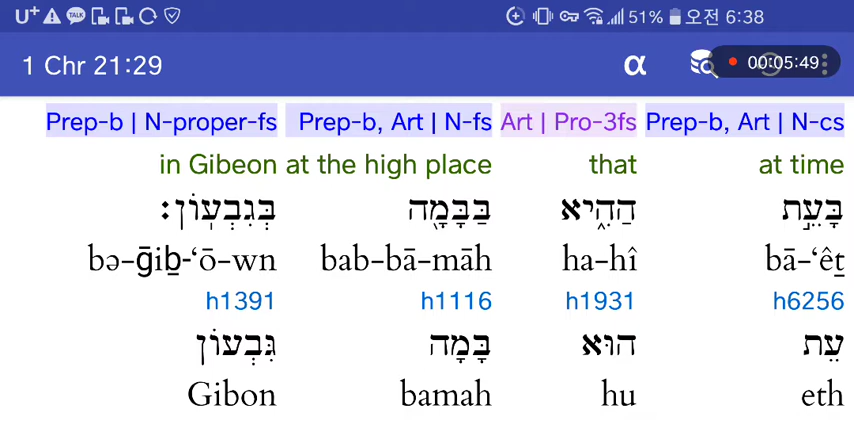 U+ TALK 51% 오전 6:38
1 Chr 21:29 α 00:05:49
Prep-b | N-proper-fs Prep-b, Art | N-fs Art | Pro-3fs Prep-b, Art | N-cs
in Gibeon at the high place that at time
בָּעֵ֣ת הַהִ֑יא בַּבָּמָ֖ה בְּגִבְעֽוֹן׃
bə-ḡiḇ-‘ō-wn bab-bā-māh ha-hî bā-‘êṯ
h1391 h1116 h1931 h6256
עֵת הוּא בָּמָה גִּבְעוֹן
Gibon bamah hu eth